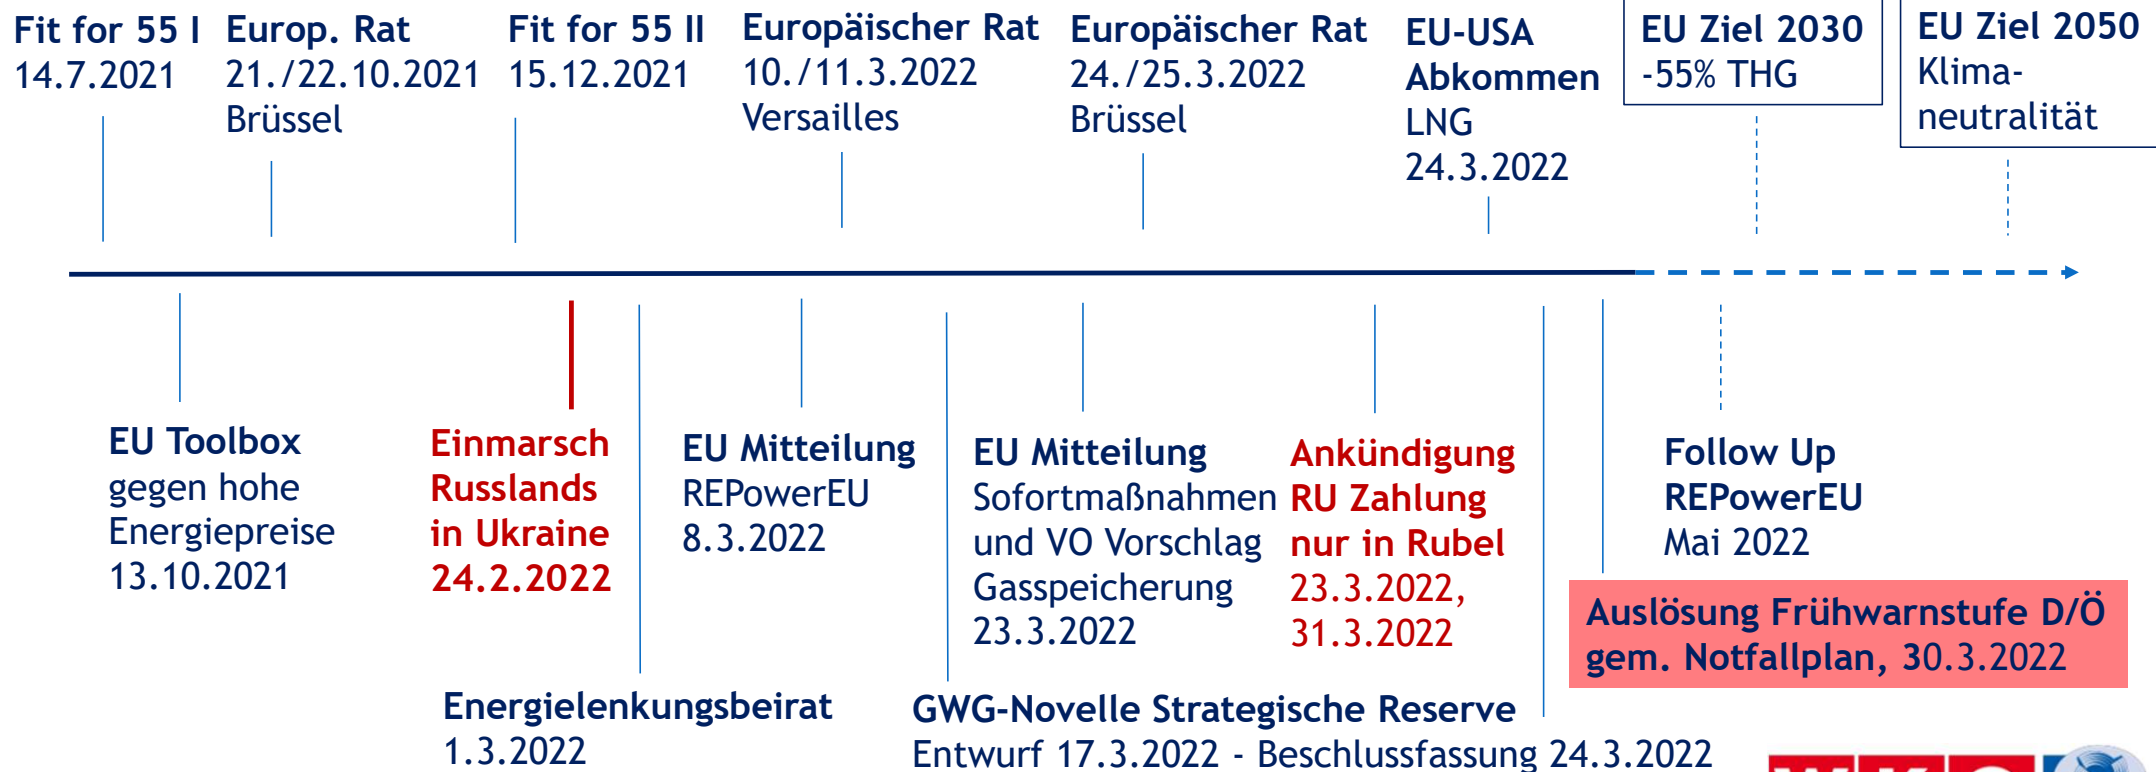 Fit for 55 I
14.7.2021
Europ. Rat
21./22.10.2021
Brüssel
Fit for 55 II
15.12.2021
Europäischer Rat
10./11.3.2022
Versailles
Europäischer Rat
24./25.3.2022
Brüssel
EU-USA
Abkommen
LNG
24.3.2022
EU Ziel 2030
-55% THG
EU Ziel 2050
Klima-
neutralität
EU Toolbox
gegen hohe
Energiepreise
13.10.2021
Einmarsch
Russlands
in Ukraine
24.2.2022
EU Mitteilung
REPowerEU
8.3.2022
EU Mitteilung
Sofortmaßnahmen
und VO Vorschlag
Gasspeicherung
23.3.2022
Ankündigung
RU Zahlung
nur in Rubel
23.3.2022,
31.3.2022
Follow Up
REPowerEU
Mai 2022
Auslösung Frühwarnstufe D/Ö
gem. Notfallplan, 30.3.2022
Energielenkungsbeirat
1.3.2022
GWG-Novelle Strategische Reserve
Entwurf 17.3.2022 - Beschlussfassung 24.3.2022